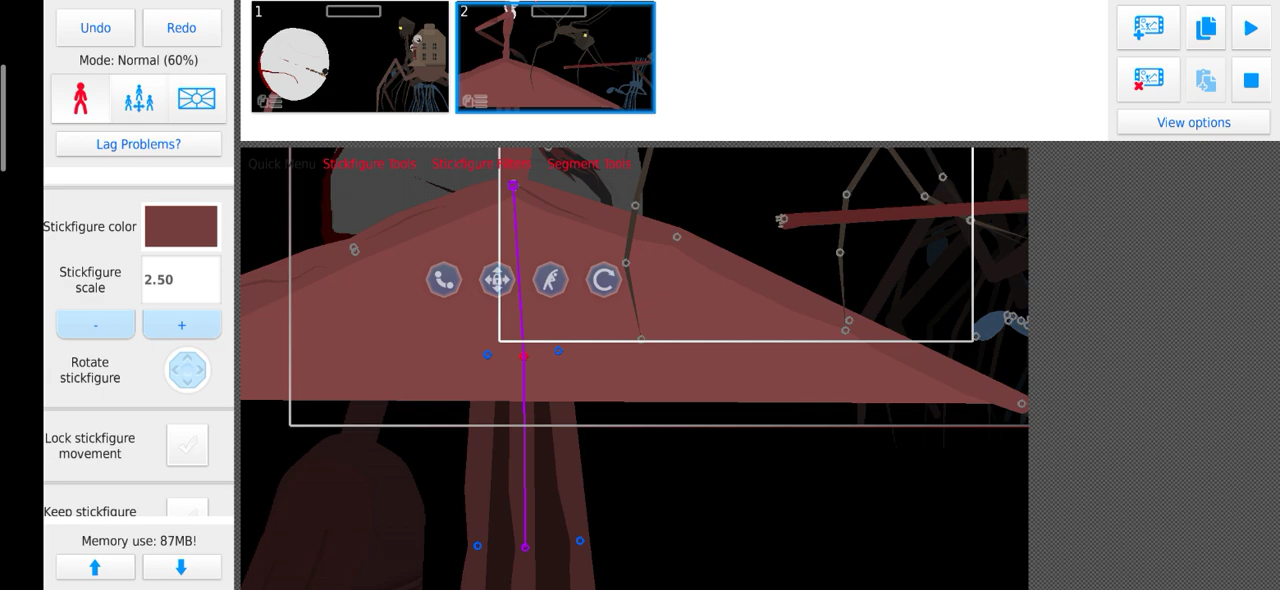 Undo
Redo
Mode: Normal (60%)
Lag Problems?
1
2
View options
Quick Menu
Stickfigure Tools
Segment Tools
Stickfigure color
Stickfigure
scale
2.50
-
+
Rotate
stickfigure
Lock stickfigure
movement
Keep stickfigure
Memory use: 87MB!